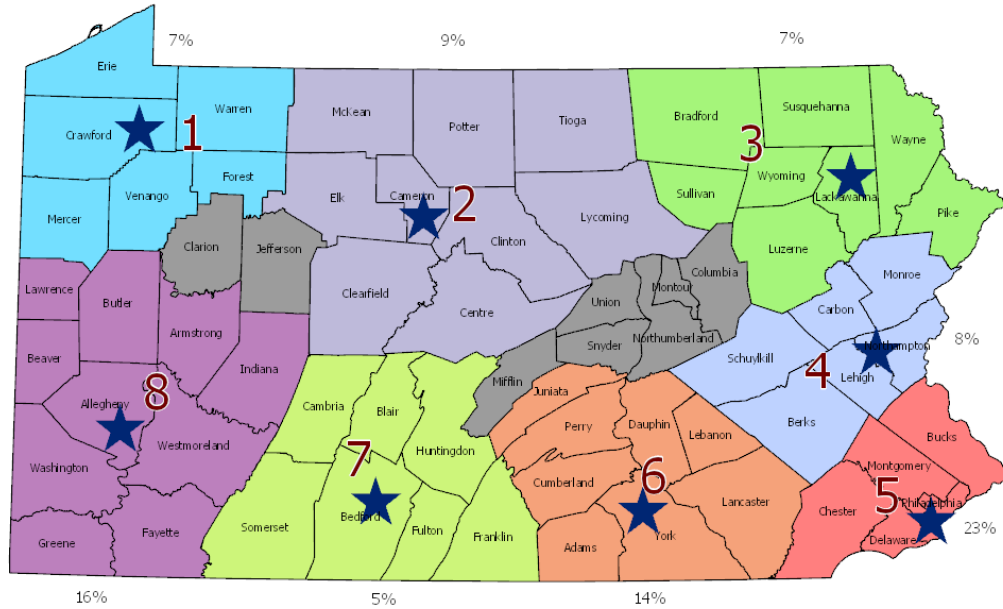 7%
9%
7%
Erie
Warren
McKean
Potter
Tioga
Bradford
Susquehanna
Wayne
Crawford
1
3
Wyoming
Lackawanna
Forest
Venango
Mercer
Elk
Cameron
2
Sullivan
Lycoming
Pike
Clinton
Clarion
Jefferson
Luzerne
Columbia
Monroe
Lawrence
Butler
Clearfield
Montour
Union
Centre
Carbon
Armstrong
Northumberland
Snyder
Northampton
8%
Beaver
Schuylkill
4
Lehigh
Indiana
Mifflin
Juniata
Allegheny
8
Cambria
Blair
Perry
Dauphin
Lebanon
Berks
Westmoreland
Huntingdon
Bucks
7
Washington
Cumberland
6
Montgomery
5
Philadelphia
Lancaster
Chester
Somerset
Bedford
Fulton
Franklin
York
Adams
Delaware
23%
Greene
Fayette
16%
5%
14%